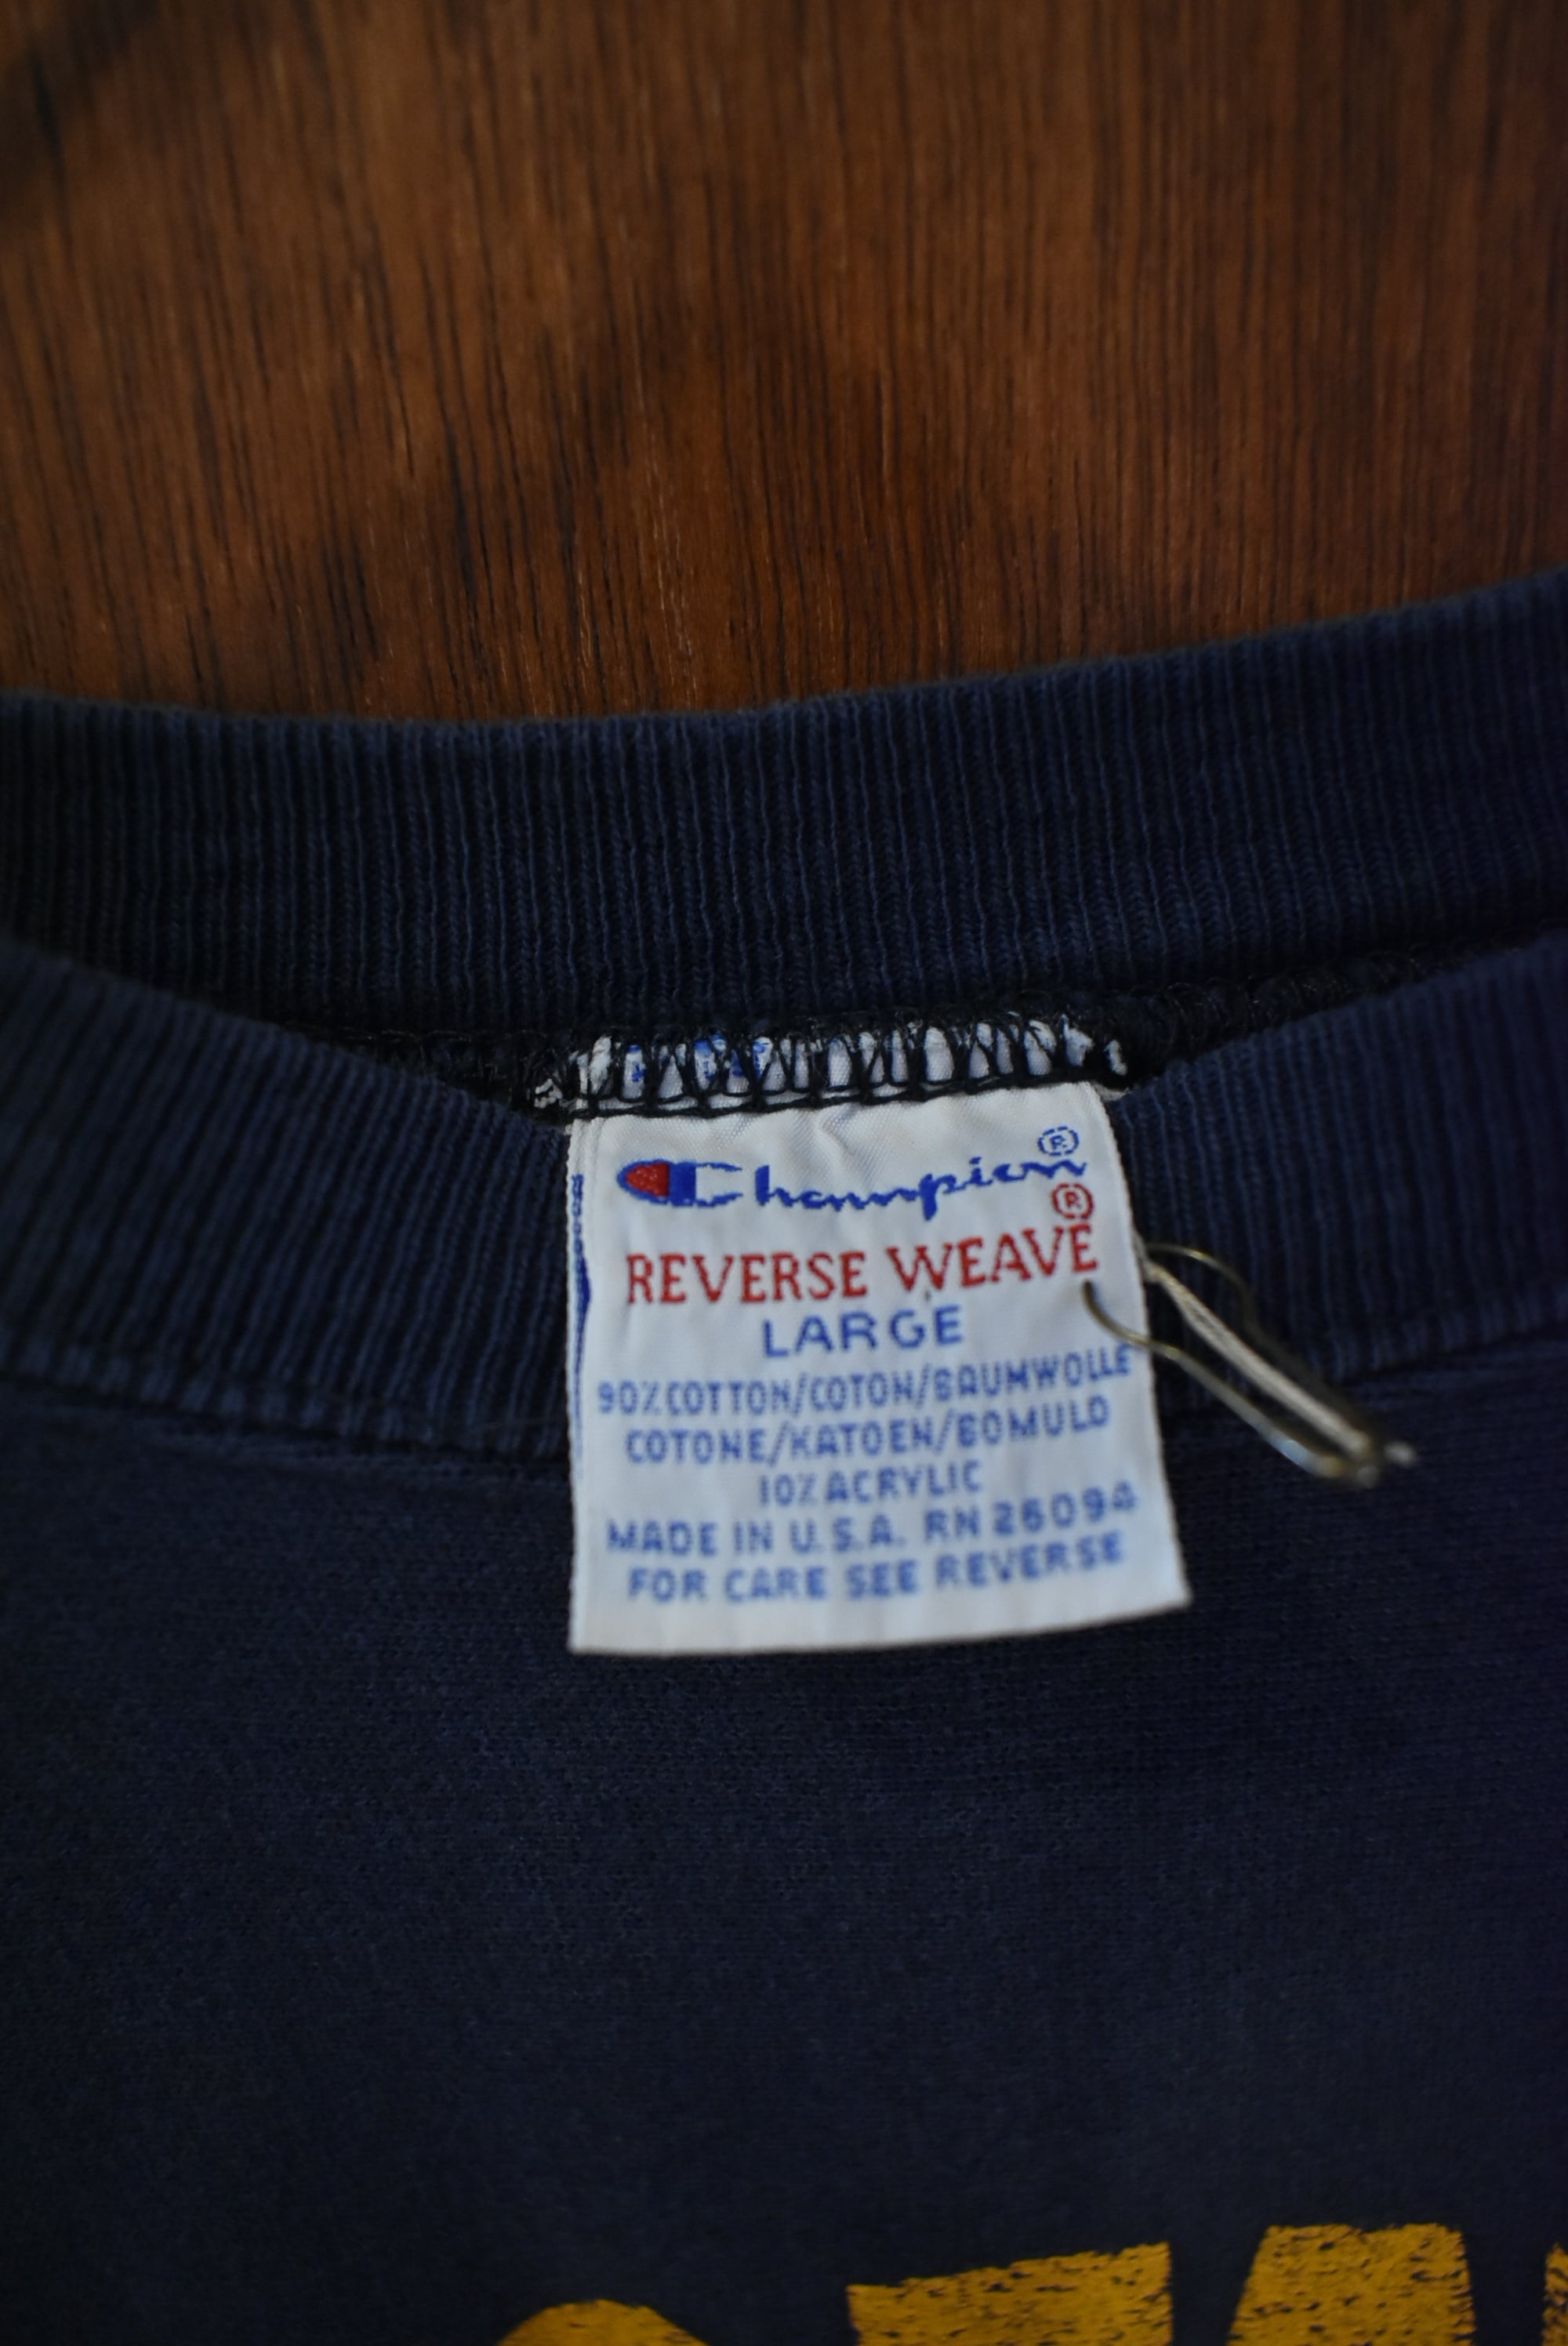 Champion®
REVERSE WEAVE®
LARGE
90% COTTON/COTON/BAUMWOLLE
COTONE/KATOEN/BOMULD
10% ACRYLIC
MADE IN U.S.A. RN 26094
FOR CARE SEE REVERSE